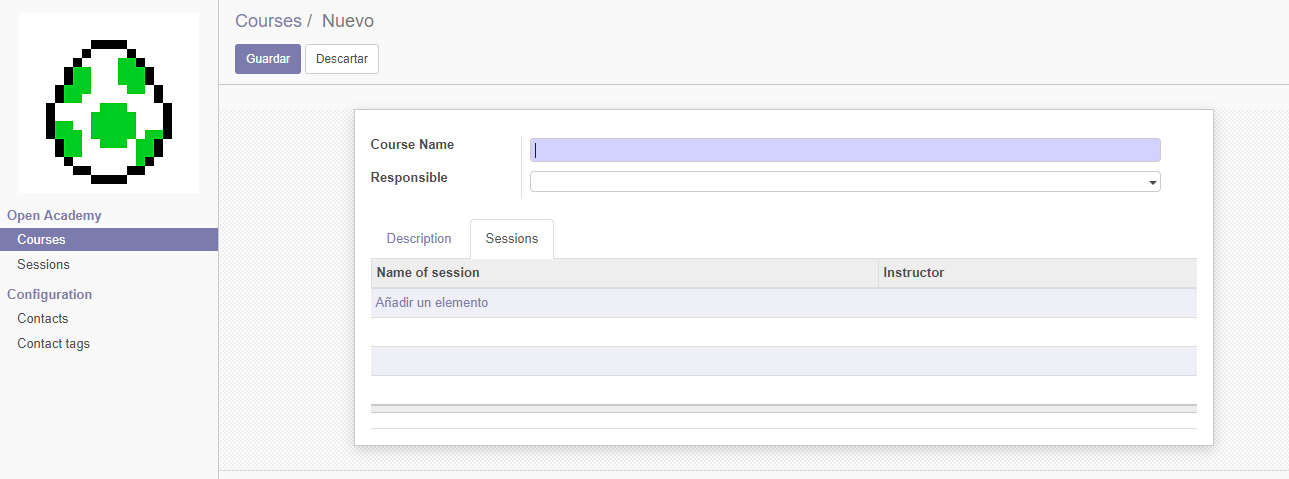 Courses / Nuevo
Guardar Descartar
Open Academy
Courses
Sessions
Configuration
Contacts
Contact tags
Course Name
Responsible
Description Sessions
Name of session Instructor
Añadir un elemento